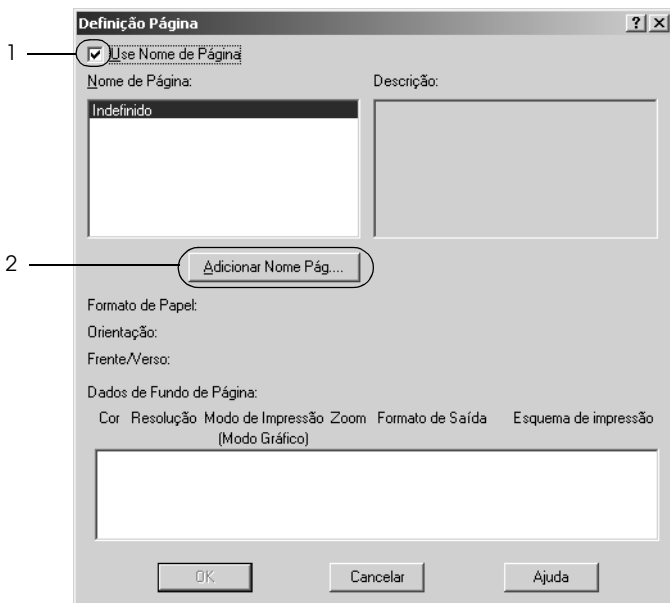 Definição Página
1
Use Nome de Página
Nome de Página:
Descrição:
Indefinido
2
Adicionar Nome Pág....
Formato de Papel:
Orientação:
Frente/Verso:
Dados de Fundo de Página:
Cor Resolução Modo de Impressão Zoom Formato de Saída Esquema de impressão
(Modo Gráfico)
OK Cancelar Ajuda